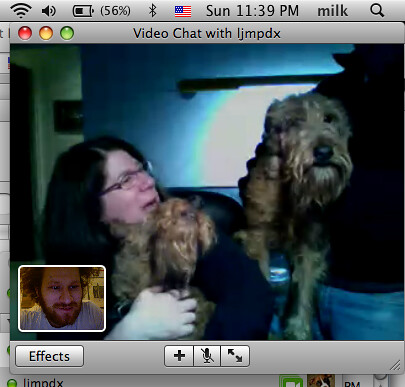 (56%) Sun 11:39 PM milk
Video Chat with ljmpdx
Effects
ljmpdx
PM